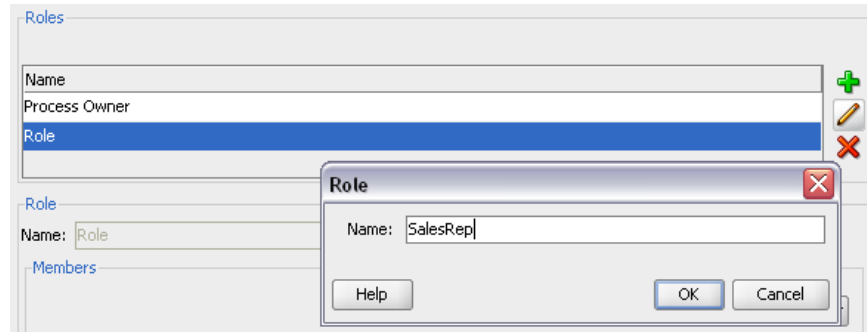 Roles
Name
Process Owner
Role
Role
Name: SalesRep
Help OK Cancel
Role
Name: Role
Members